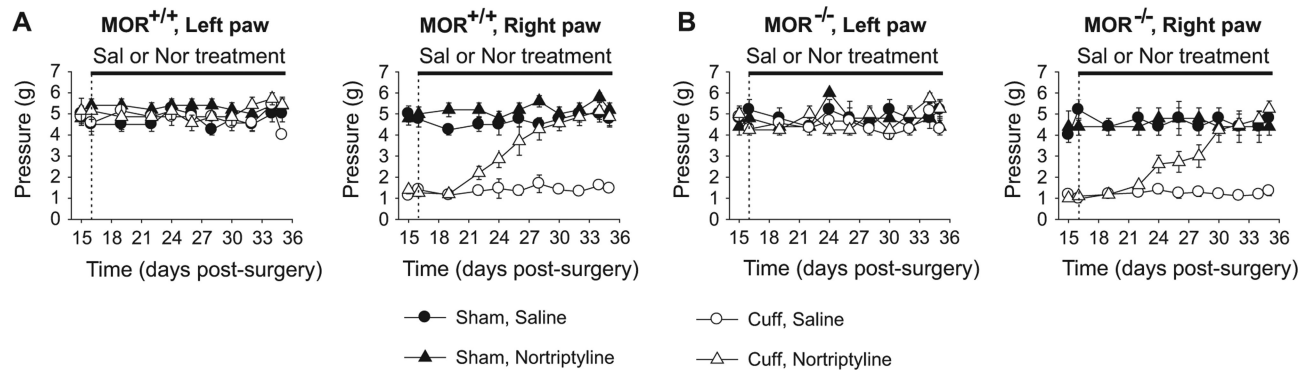 A
MOR+/+, Left paw
Sal or Nor treatment
Pressure (g)
7
6
5
4
3
2
1
0
15 18 21 24 27 30 33 36
Time (days post-surgery)
MOR+/+, Right paw
Sal or Nor treatment
Pressure (g)
7
6
5
4
3
2
1
0
15 18 21 24 27 30 33 36
Time (days post-surgery)
B
MOR-/-, Left paw
Sal or Nor treatment
Pressure (g)
7
6
5
4
3
2
1
0
15 18 21 24 27 30 33 36
Time (days post-surgery)
MOR-/-, Right paw
Sal or Nor treatment
Pressure (g)
7
6
5
4
3
2
1
0
15 18 21 24 27 30 33 36
Time (days post-surgery)
Sham, Saline
Sham, Nortriptyline
Cuff, Saline
Cuff, Nortriptyline